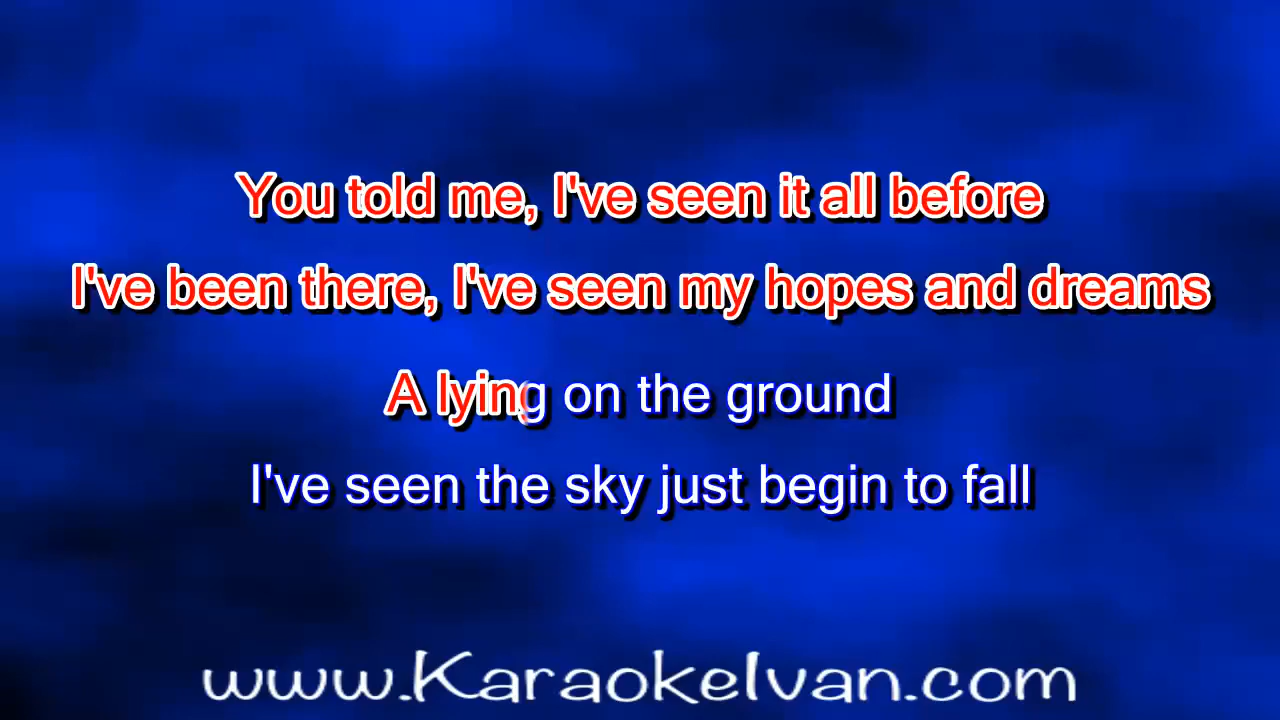 You told me, I've seen it all before
I've been there, I've seen my hopes and dreams
A lying on the ground
I've seen the sky just begin to fall
www.KaraokeIvan.com